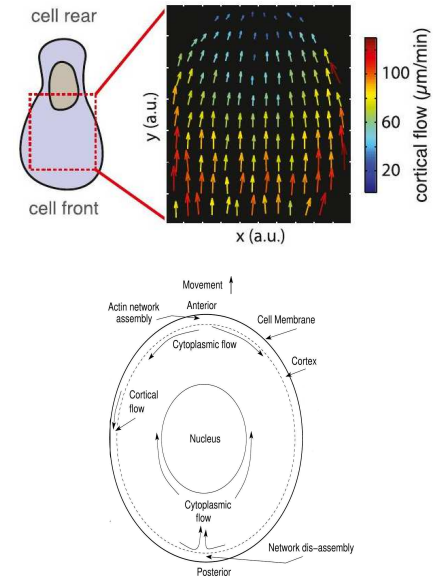 cell rear
cell front
y (a.u.)
x (a.u.)
100
60
20
cortical flow (µm/min)
Movement
Anterior
Actin network
assembly
Cell Membrane
Cytoplasmic flow
Cortex
Cortical
flow
Nucleus
Cytoplasmic
flow
Network dis-assembly
Posterior